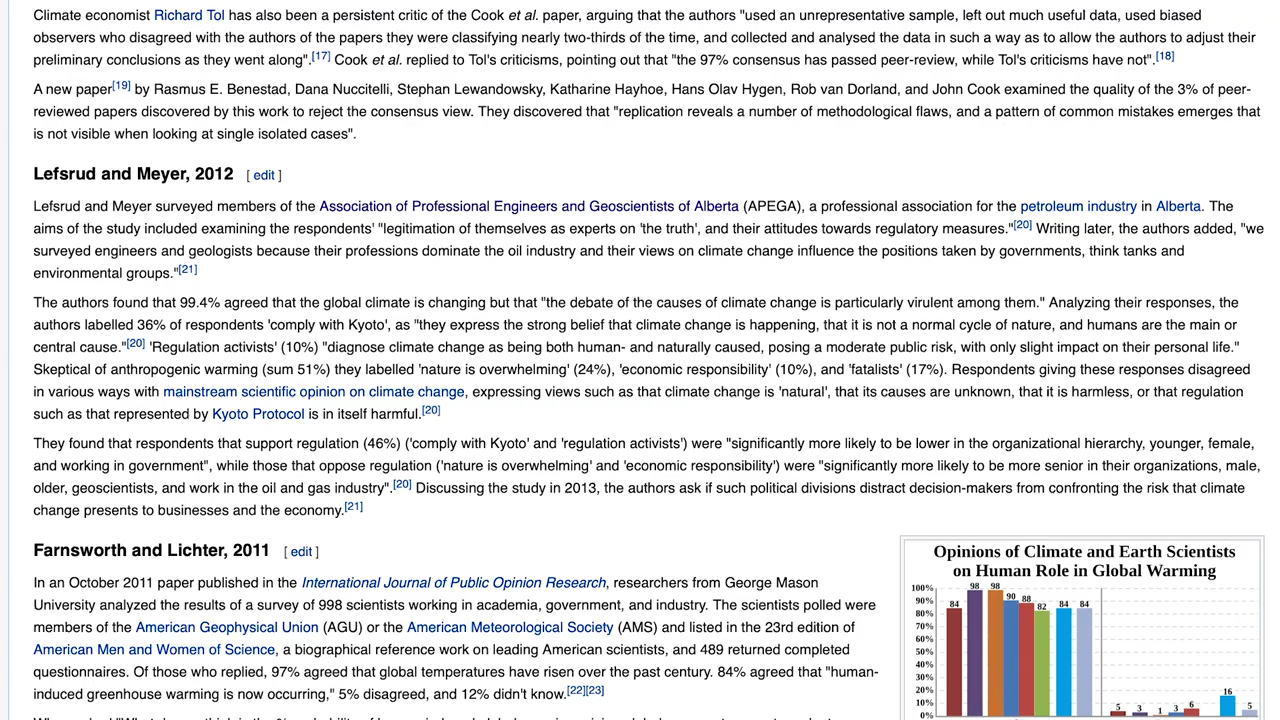 Climate economist Richard Tol has also been a persistent critic of the Cook et al. paper, arguing that the authors "used an unrepresentative sample, left out much useful data, used biased
observers who disagreed with the authors of the papers they were classifying nearly two-thirds of the time, and collected and analysed the data in such a way as to allow the authors to adjust their
preliminary conclusions as they went along".[17] Cook et al. replied to Tol's criticisms, pointing out that "the 97% consensus has passed peer-review, while Tol's criticisms have not".[18]
A new paper[19] by Rasmus E. Benestad, Dana Nuccitelli, Stephan Lewandowsky, Katharine Hayhoe, Hans Olav Hygen, Rob van Dorland, and John Cook examined the quality of the 3% of peer-
reviewed papers discovered by this work to reject the consensus view. They discovered that "replication reveals a number of methodological flaws, and a pattern of common mistakes emerges that
is not visible when looking at single isolated cases".
Lefsrud and Meyer, 2012 [ edit ]
Lefsrud and Meyer surveyed members of the Association of Professional Engineers and Geoscientists of Alberta (APEGA), a professional association for the petroleum industry in Alberta. The
aims of the study included examining the respondents' "legitimation of themselves as experts on 'the truth', and their attitudes towards regulatory measures."[20] Writing later, the authors added, "we
surveyed engineers and geologists because their professions dominate the oil industry and their views on climate change influence the positions taken by governments, think tanks and
environmental groups."[21]
The authors found that 99.4% agreed that the global climate is changing but that "the debate of the causes of climate change is particularly virulent among them." Analyzing their responses, the
authors labelled 36% of respondents 'comply with Kyoto', as "they express the strong belief that climate change is happening, that it is not a normal cycle of nature, and humans are the main or
central cause."[20] 'Regulation activists' (10%) "diagnose climate change as being both human- and naturally caused, posing a moderate public risk, with only slight impact on their personal life."
Skeptical of anthropogenic warming (sum 51%) they labelled 'nature is overwhelming' (24%), 'economic responsibility' (10%), and 'fatalists' (17%). Respondents giving these responses disagreed
in various ways with mainstream scientific opinion on climate change, expressing views such as that climate change is 'natural', that its causes are unknown, that it is harmless, or that regulation
such as that represented by Kyoto Protocol is in itself harmful.[20]
They found that respondents that support regulation (46%) ('comply with Kyoto' and 'regulation activists') were "significantly more likely to be lower in the organizational hierarchy, younger, female,
and working in government", while those that oppose regulation ('nature is overwhelming' and 'economic responsibility') were "significantly more likely to be more senior in their organizations, male,
older, geoscientists, and work in the oil and gas industry".[20] Discussing the study in 2013, the authors ask if such political divisions distract decision-makers from confronting the risk that climate
change presents to businesses and the economy.[21]
Farnsworth and Lichter, 2011 [ edit ]
In an October 2011 paper published in the International Journal of Public Opinion Research, researchers from George Mason
University analyzed the results of a survey of 998 scientists working in academia, government, and industry. The scientists polled were
members of the American Geophysical Union (AGU) or the American Meteorological Society (AMS) and listed in the 23rd edition of
American Men and Women of Science, a biographical reference work on leading American scientists, and 489 returned completed
questionnaires. Of those who replied, 97% agreed that global temperatures have risen over the past century. 84% agreed that "human-
induced greenhouse warming is now occurring," 5% disagreed, and 12% didn't know.[22][23]
Opinions of Climate and Earth Scientists
on Human Role in Global Warming
100%
90%
80%
70%
60%
50%
40%
30%
20%
10%
0%
84 98 98 90 88 82 84 84
5 3 1 3 6 16 5